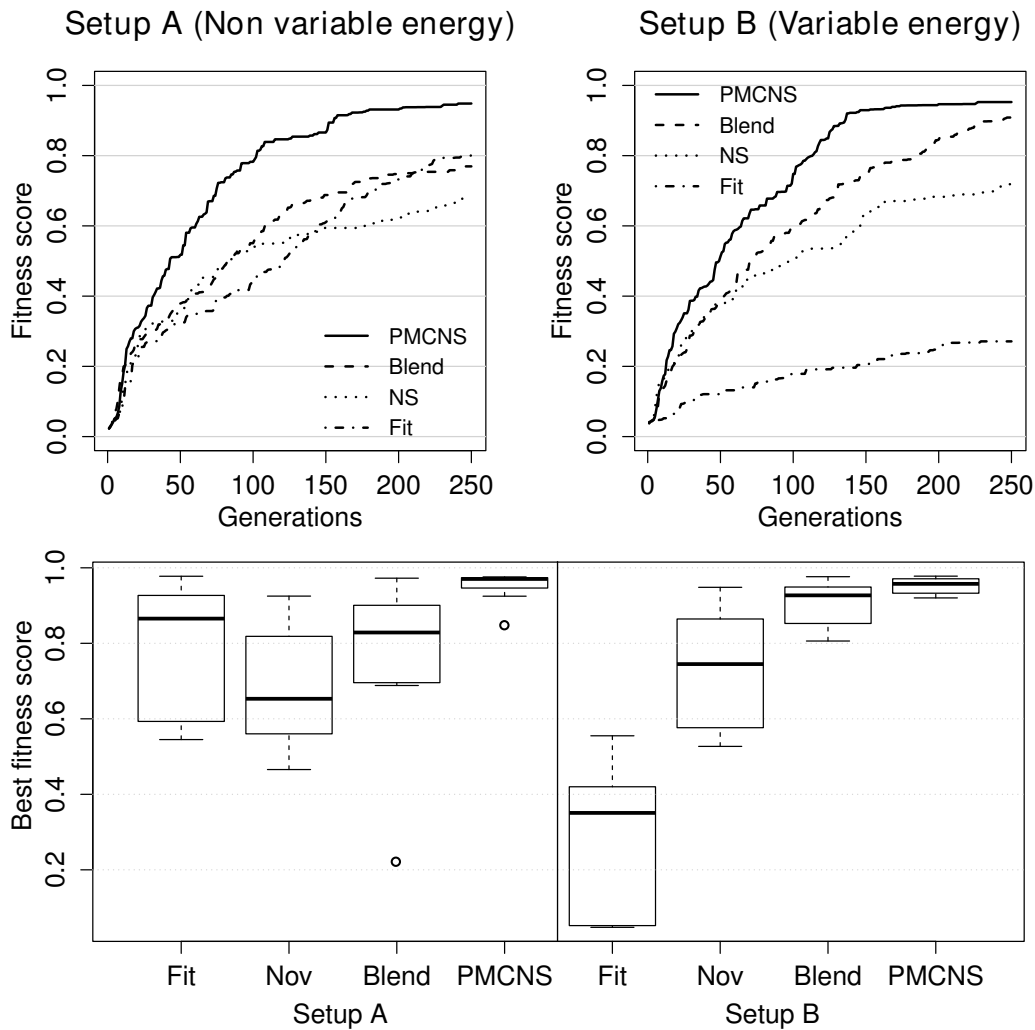 Setup A (Non variable energy)
Setup B (Variable energy)
Fitness score
1.0
0.8
0.6
0.4
0.2
0.0
PMCNS
Blend
NS
Fit
0 50 100 150 200 250
Generations
Fitness score
1.0
0.8
0.6
0.4
0.2
0.0
PMCNS
Blend
NS
Fit
0 50 100 150 200 250
Generations
Best fitness score
1.0
0.8
0.6
0.4
0.2
Fit Nov Blend PMCNS Fit Nov Blend PMCNS
Setup A
Setup B